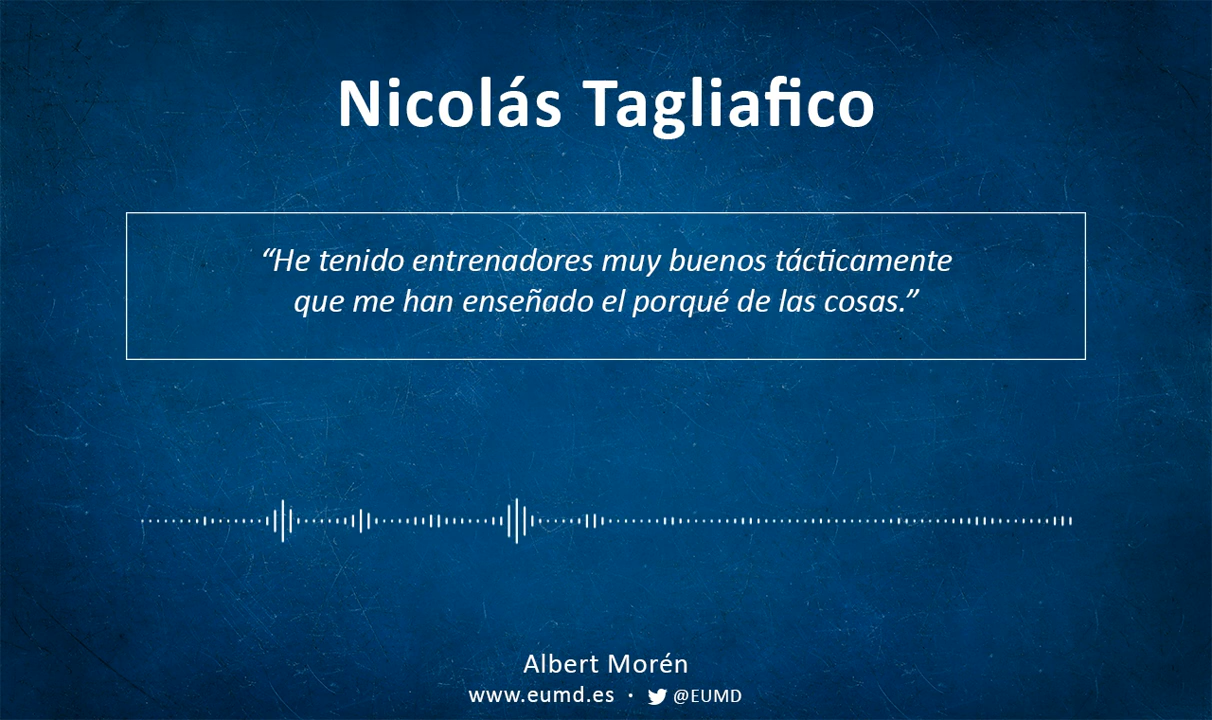 Nicolás Tagliafico
“He tenido entrenadores muy buenos tácticamente
que me han enseñado el porqué de las cosas.”
Albert Morén
www.eumd.es · @EUMD